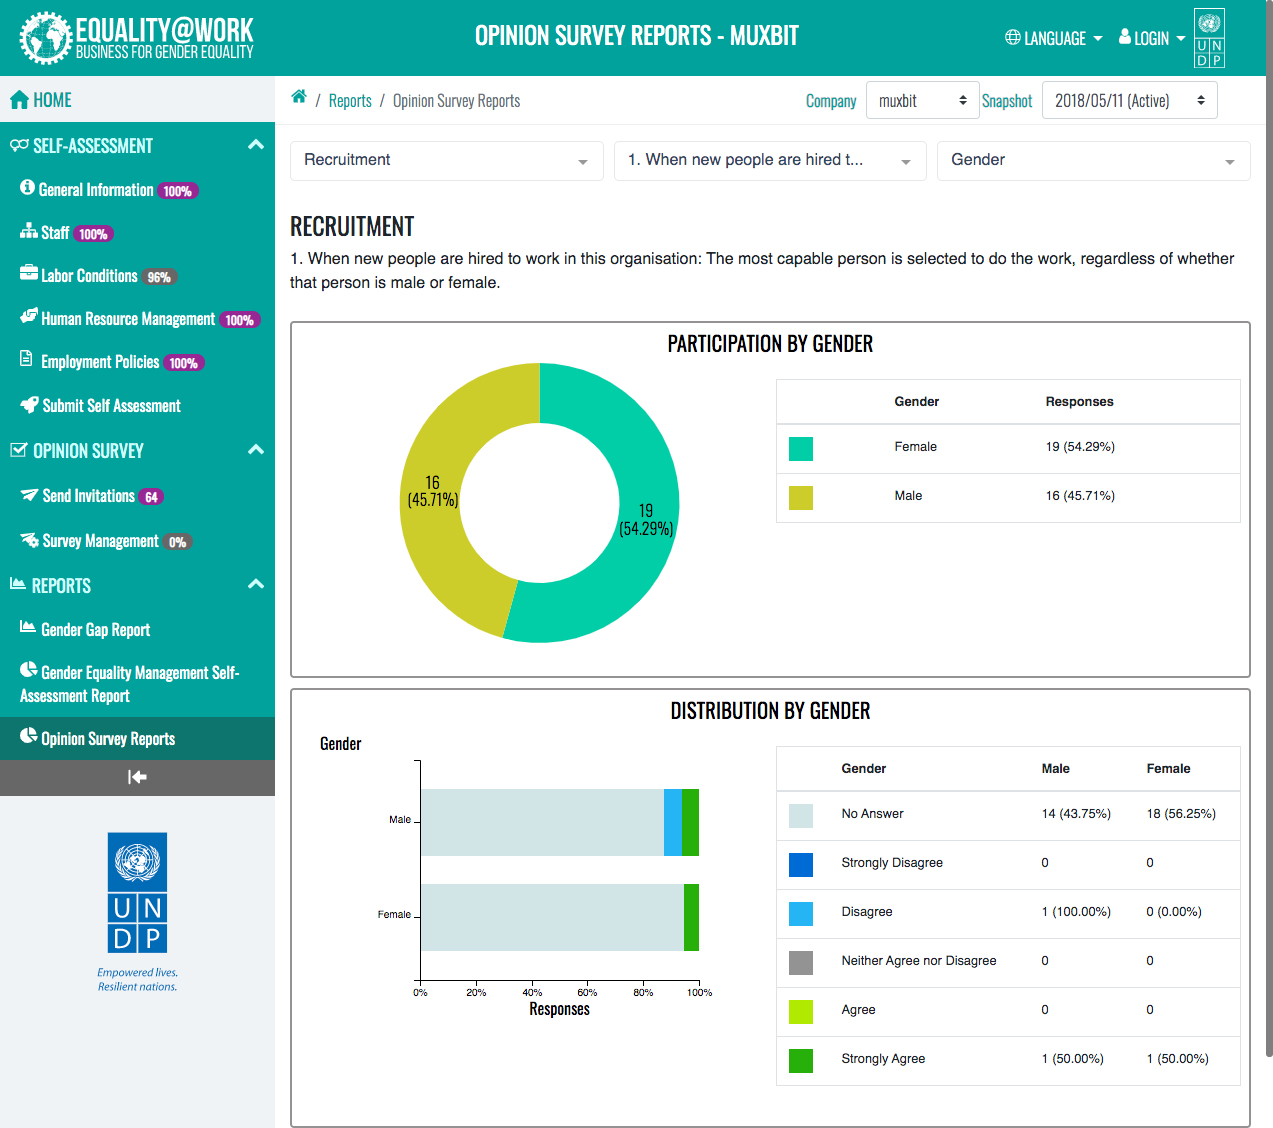 EQUALITY@WORK
BUSINESS FOR GENDER EQUALITY
OPINION SURVEY REPORTS - MUXBIT
LANGUAGE
LOGIN
U N
D P
HOME
/ Reports / Opinion Survey Reports
Company
muxbit
Snapshot
2018/05/11 (Active)
SELF-ASSESSMENT
General Information 100%
Staff 100%
Labor Conditions 96%
Human Resource Management 100%
Employment Policies 100%
Submit Self Assessment
OPINION SURVEY
Send Invitations 64
Survey Management 0%
REPORTS
Gender Gap Report
Gender Equality Management Self-
Assessment Report
Opinion Survey Reports
U N
D P
Empowered lives.
Resilient nations.
Recruitment
1. When new people are hired t...
Gender
RECRUITMENT
1. When new people are hired to work in this organisation: The most capable person is selected to do the work, regardless of whether
that person is male or female.
PARTICIPATION BY GENDER
16
(45.71%)
19
(54.29%)
Gender Responses
Female 19 (54.29%)
Male 16 (45.71%)
DISTRIBUTION BY GENDER
Gender
Male
Female
0% 20% 40% 60% 80% 100%
Responses
Gender Male Female
No Answer 14 (43.75%) 18 (56.25%)
Strongly Disagree 0 0
Disagree 1 (100.00%) 0 (0.00%)
Neither Agree nor Disagree 0 0
Agree 0 0
Strongly Agree 1 (50.00%) 1 (50.00%)